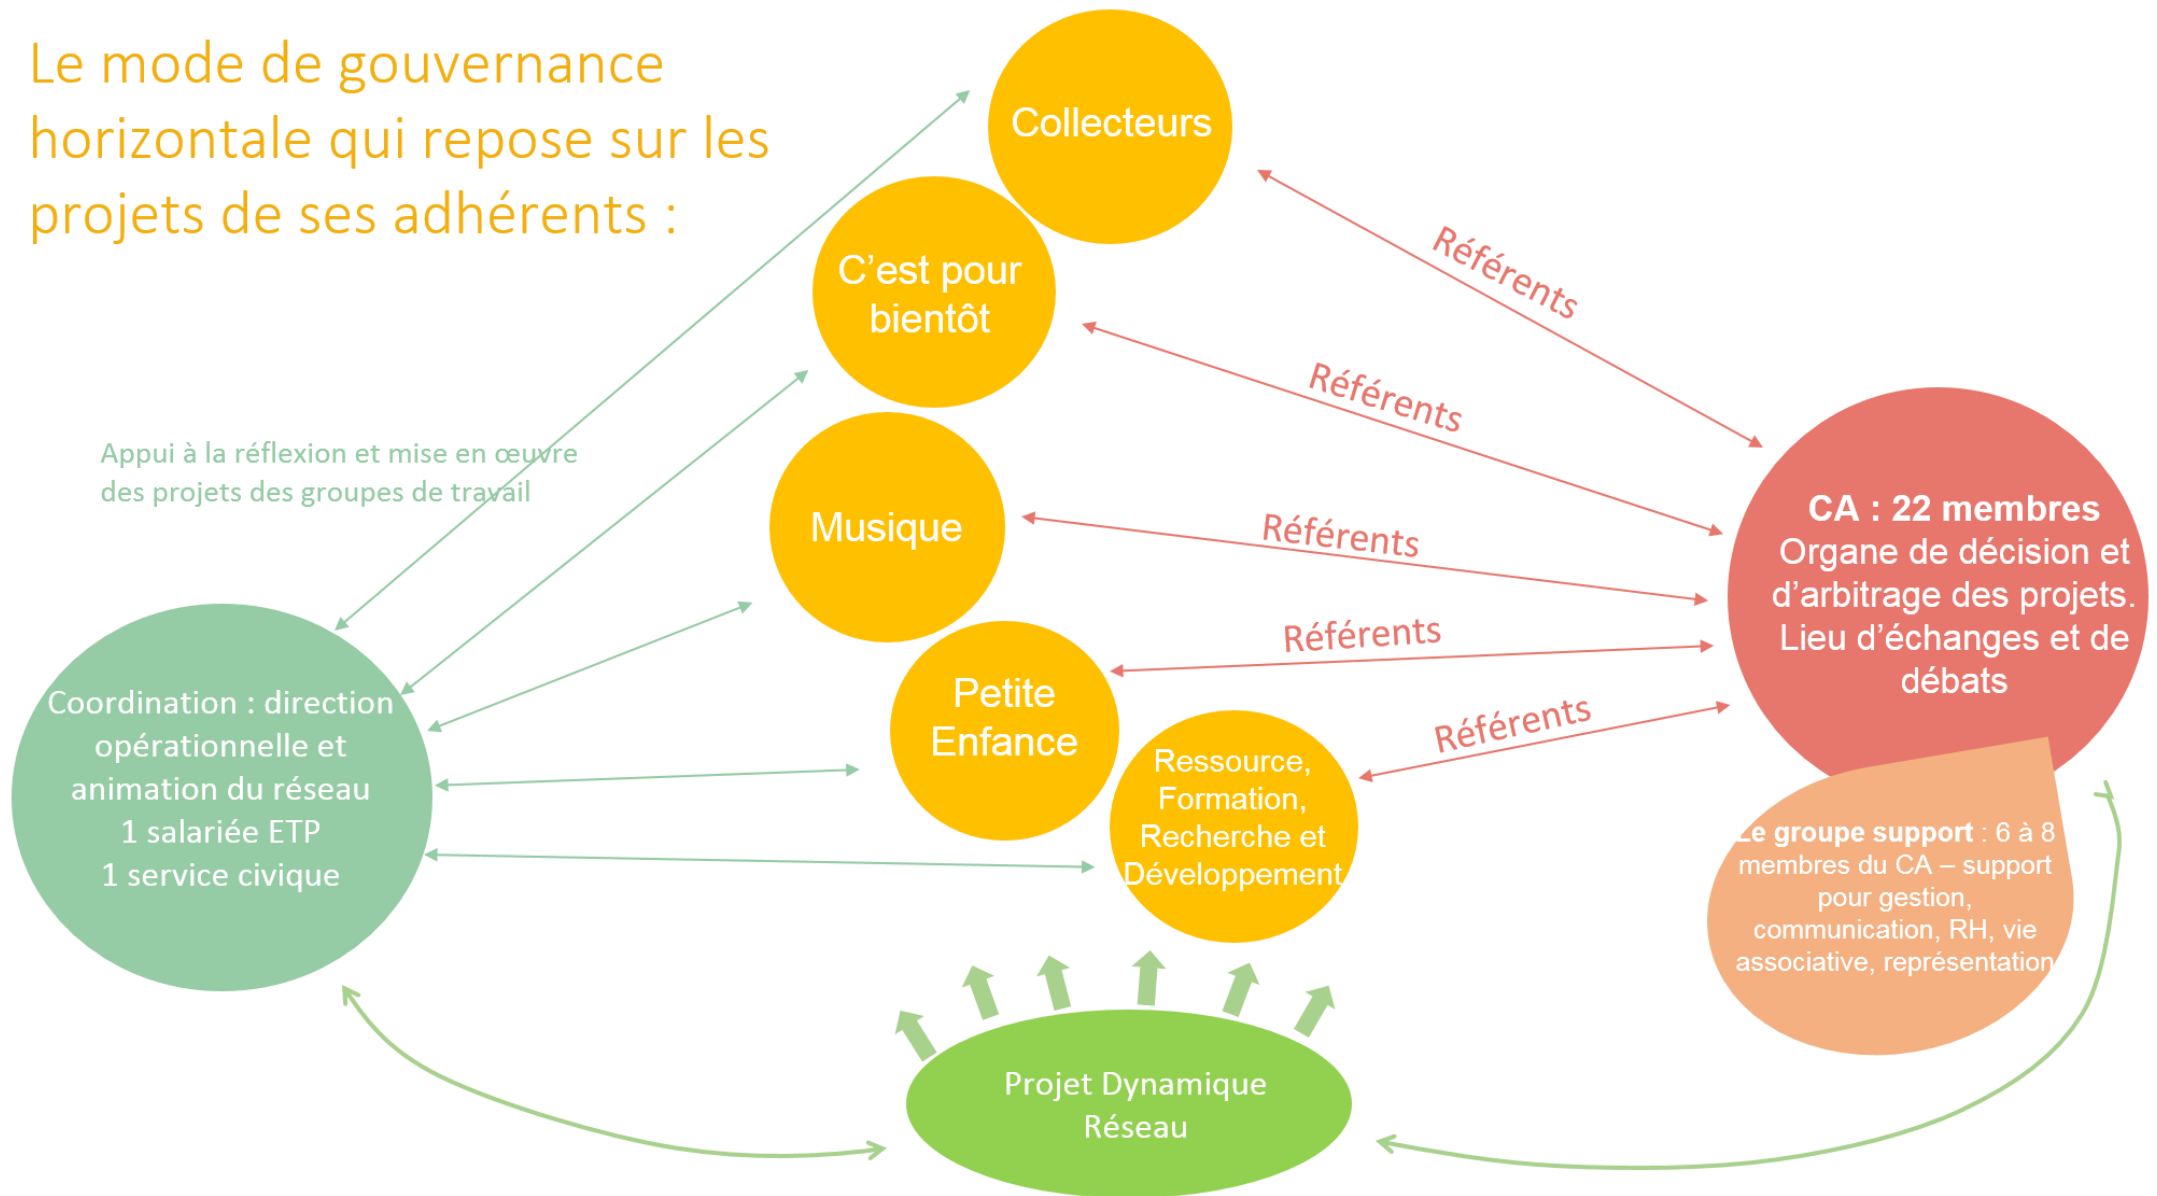 Le mode de gouvernance
horizontale qui repose sur les
projets de ses adhérents :
Collecteurs
C’est pour
bientôt
Musique
Petite
Enfance
Ressource,
Formation,
Recherche et
Développement
Référents
Référents
Référents
Référents
Référents
Appui à la réflexion et mise en œuvre
des projets des groupes de travail
Coordination : direction
opérationnelle et
animation du réseau
1 salariée ETP
1 service civique
CA : 22 membres
Organe de décision et
d’arbitrage des projets.
Lieu d’échanges et de
débats
Le groupe support : 6 à 8
membres du CA – support
pour gestion,
communication, RH, vie
associative, représentation
Projet Dynamique
Réseau